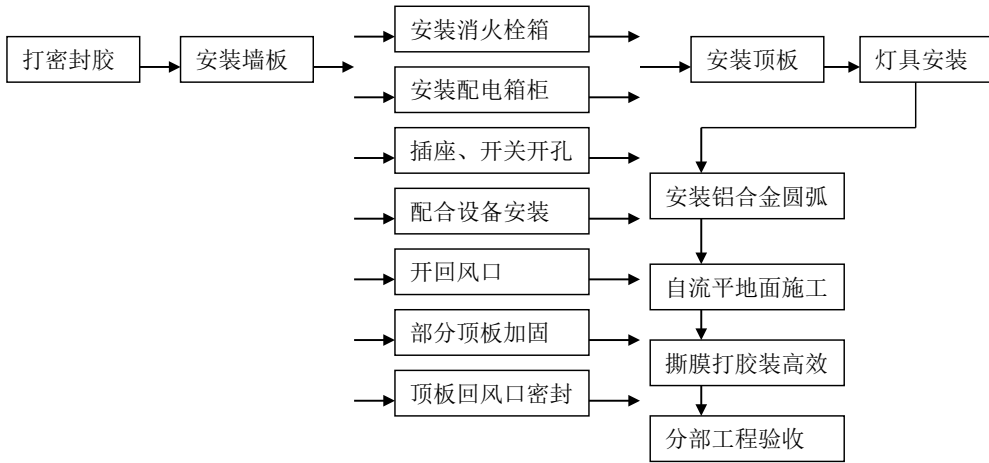 打密封胶
安装墙板
安装消火栓箱
安装配电箱柜
插座、开关开孔
配合设备安装
开回风口
部分顶板加固
顶板回风口密封
安装顶板
灯具安装
安装铝合金圆弧
自流平地面施工
撕膜打胶装高效
分部工程验收